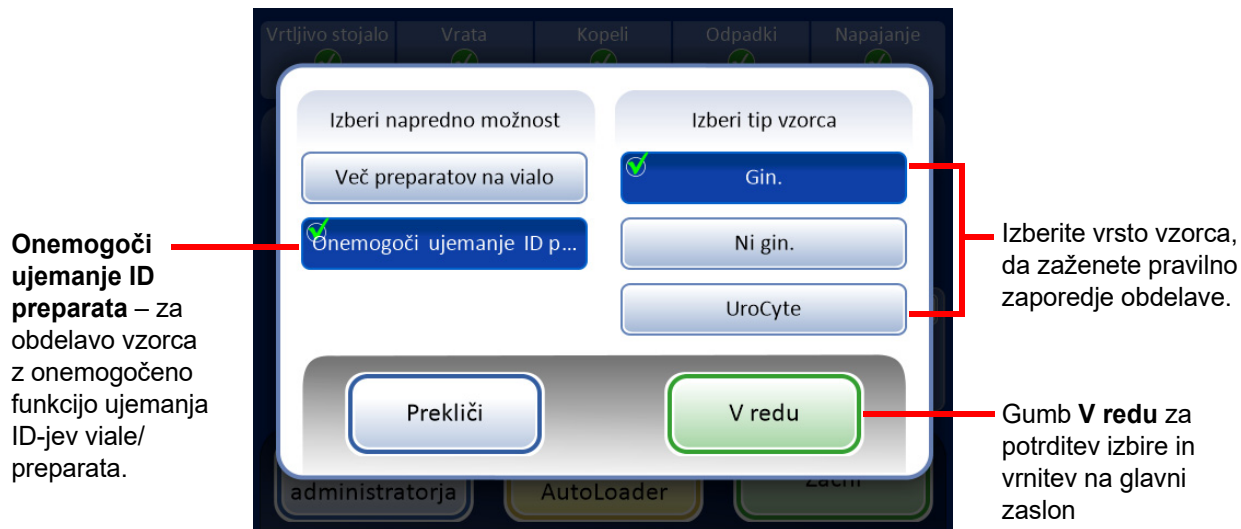 Vrtljivo stojalo
Vrata
Kopeli
Odpadki
Napajanje
Izberi napredno možnost
Izberi tip vzorca
Več preparatov na vialo
Gin.
Onemogoči ujemanje ID p...
Ni gin.
UroCyte
Prekliči
V redu
administratorja
AutoLoader
Začni
Onemogoči
ujemanje ID
preparata – za
obdelavo vzorca
z onemogočeno
funkcijo ujemanja
ID-jev viale/
preparata.
Izberite vrsto vzorca,
da zaženete pravilno
zaporedje obdelave.
Gumb V redu za
potrditev izbire in
vrnitev na glavni
zaslon